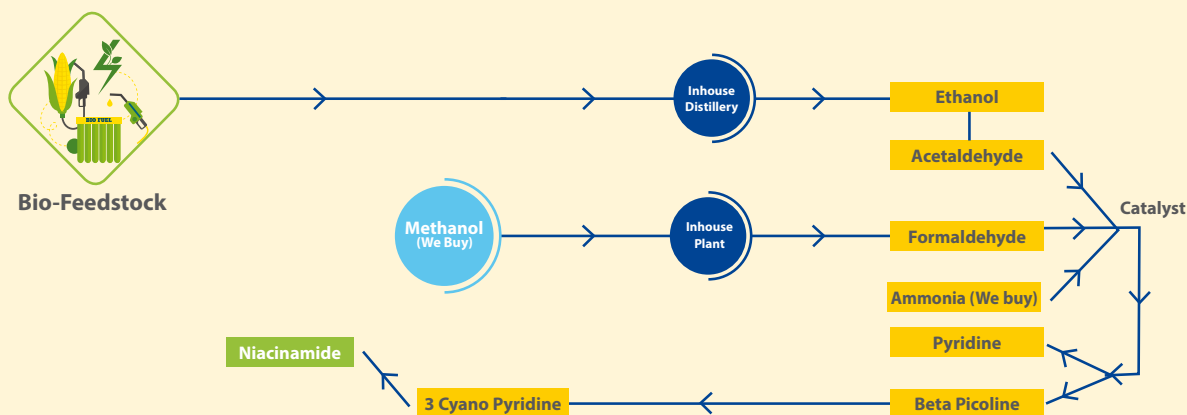 BIO FUEL
Bio-Feedstock
Inhouse
Distillery
Ethanol
Acetaldehyde
Methanol
(We Buy)
Inhouse
Plant
Formaldehyde
Catalyst
Ammonia (We buy)
Pyridine
Beta Picoline
3 Cyano Pyridine
Niacinamide